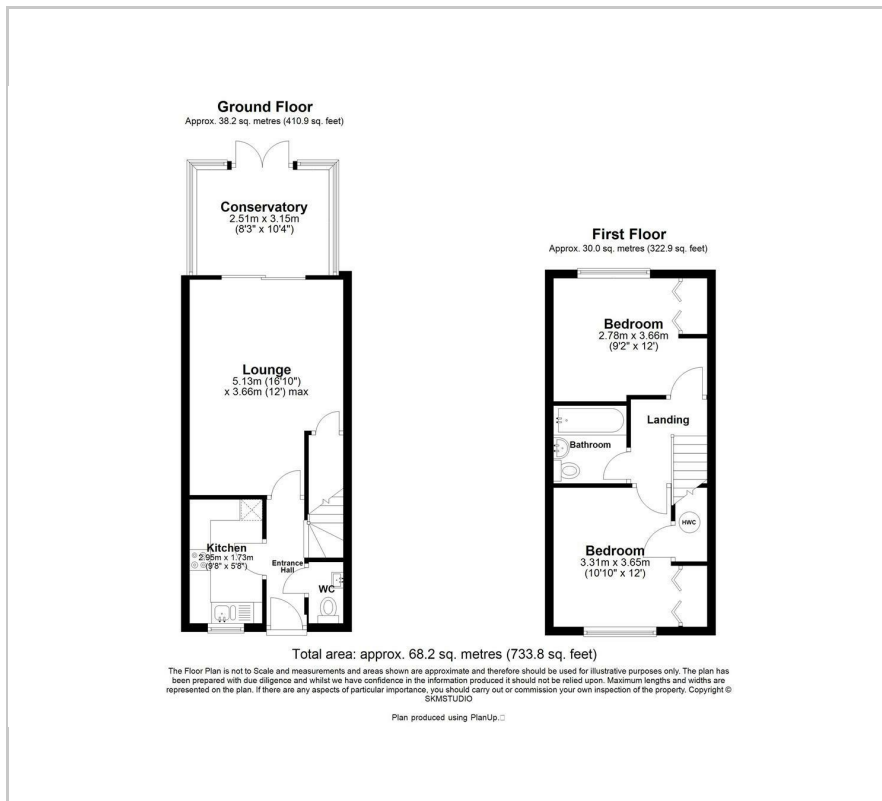 Ground Floor
Approx. 38.2 sq. metres (410.9 sq. feet)
Conservatory
2.51m x 3.15m
(8'3" x 10'4")
Lounge
5.13m (16'10")
x 3.66m (12') max
Kitchen
2.95m x 1.73m
(9'8" x 5'8")
Entrance
Hall
WC
First Floor
Approx. 30.0 sq. metres (322.9 sq. feet)
Bedroom
2.78m x 3.66m
(9'2" x 12')
Landing
Bathroom
HWC
Bedroom
3.31m x 3.65m
(10'10" x 12')
Total area: approx. 68.2 sq. metres (733.8 sq. feet)
The Floor Plan is not to Scale and measurements and areas shown are approximate and therefore should be used for illustrative purposes only. The plan has
been prepared with due diligence and whilst we have confidence in the information produced it should not be relied upon. Maximum lengths and widths are
represented on the plan. If there are any aspects of particular importance, you should carry out or commission your own inspection of the property. Copyright ©
SKMSTUDIO
Plan produced using PlanUp.